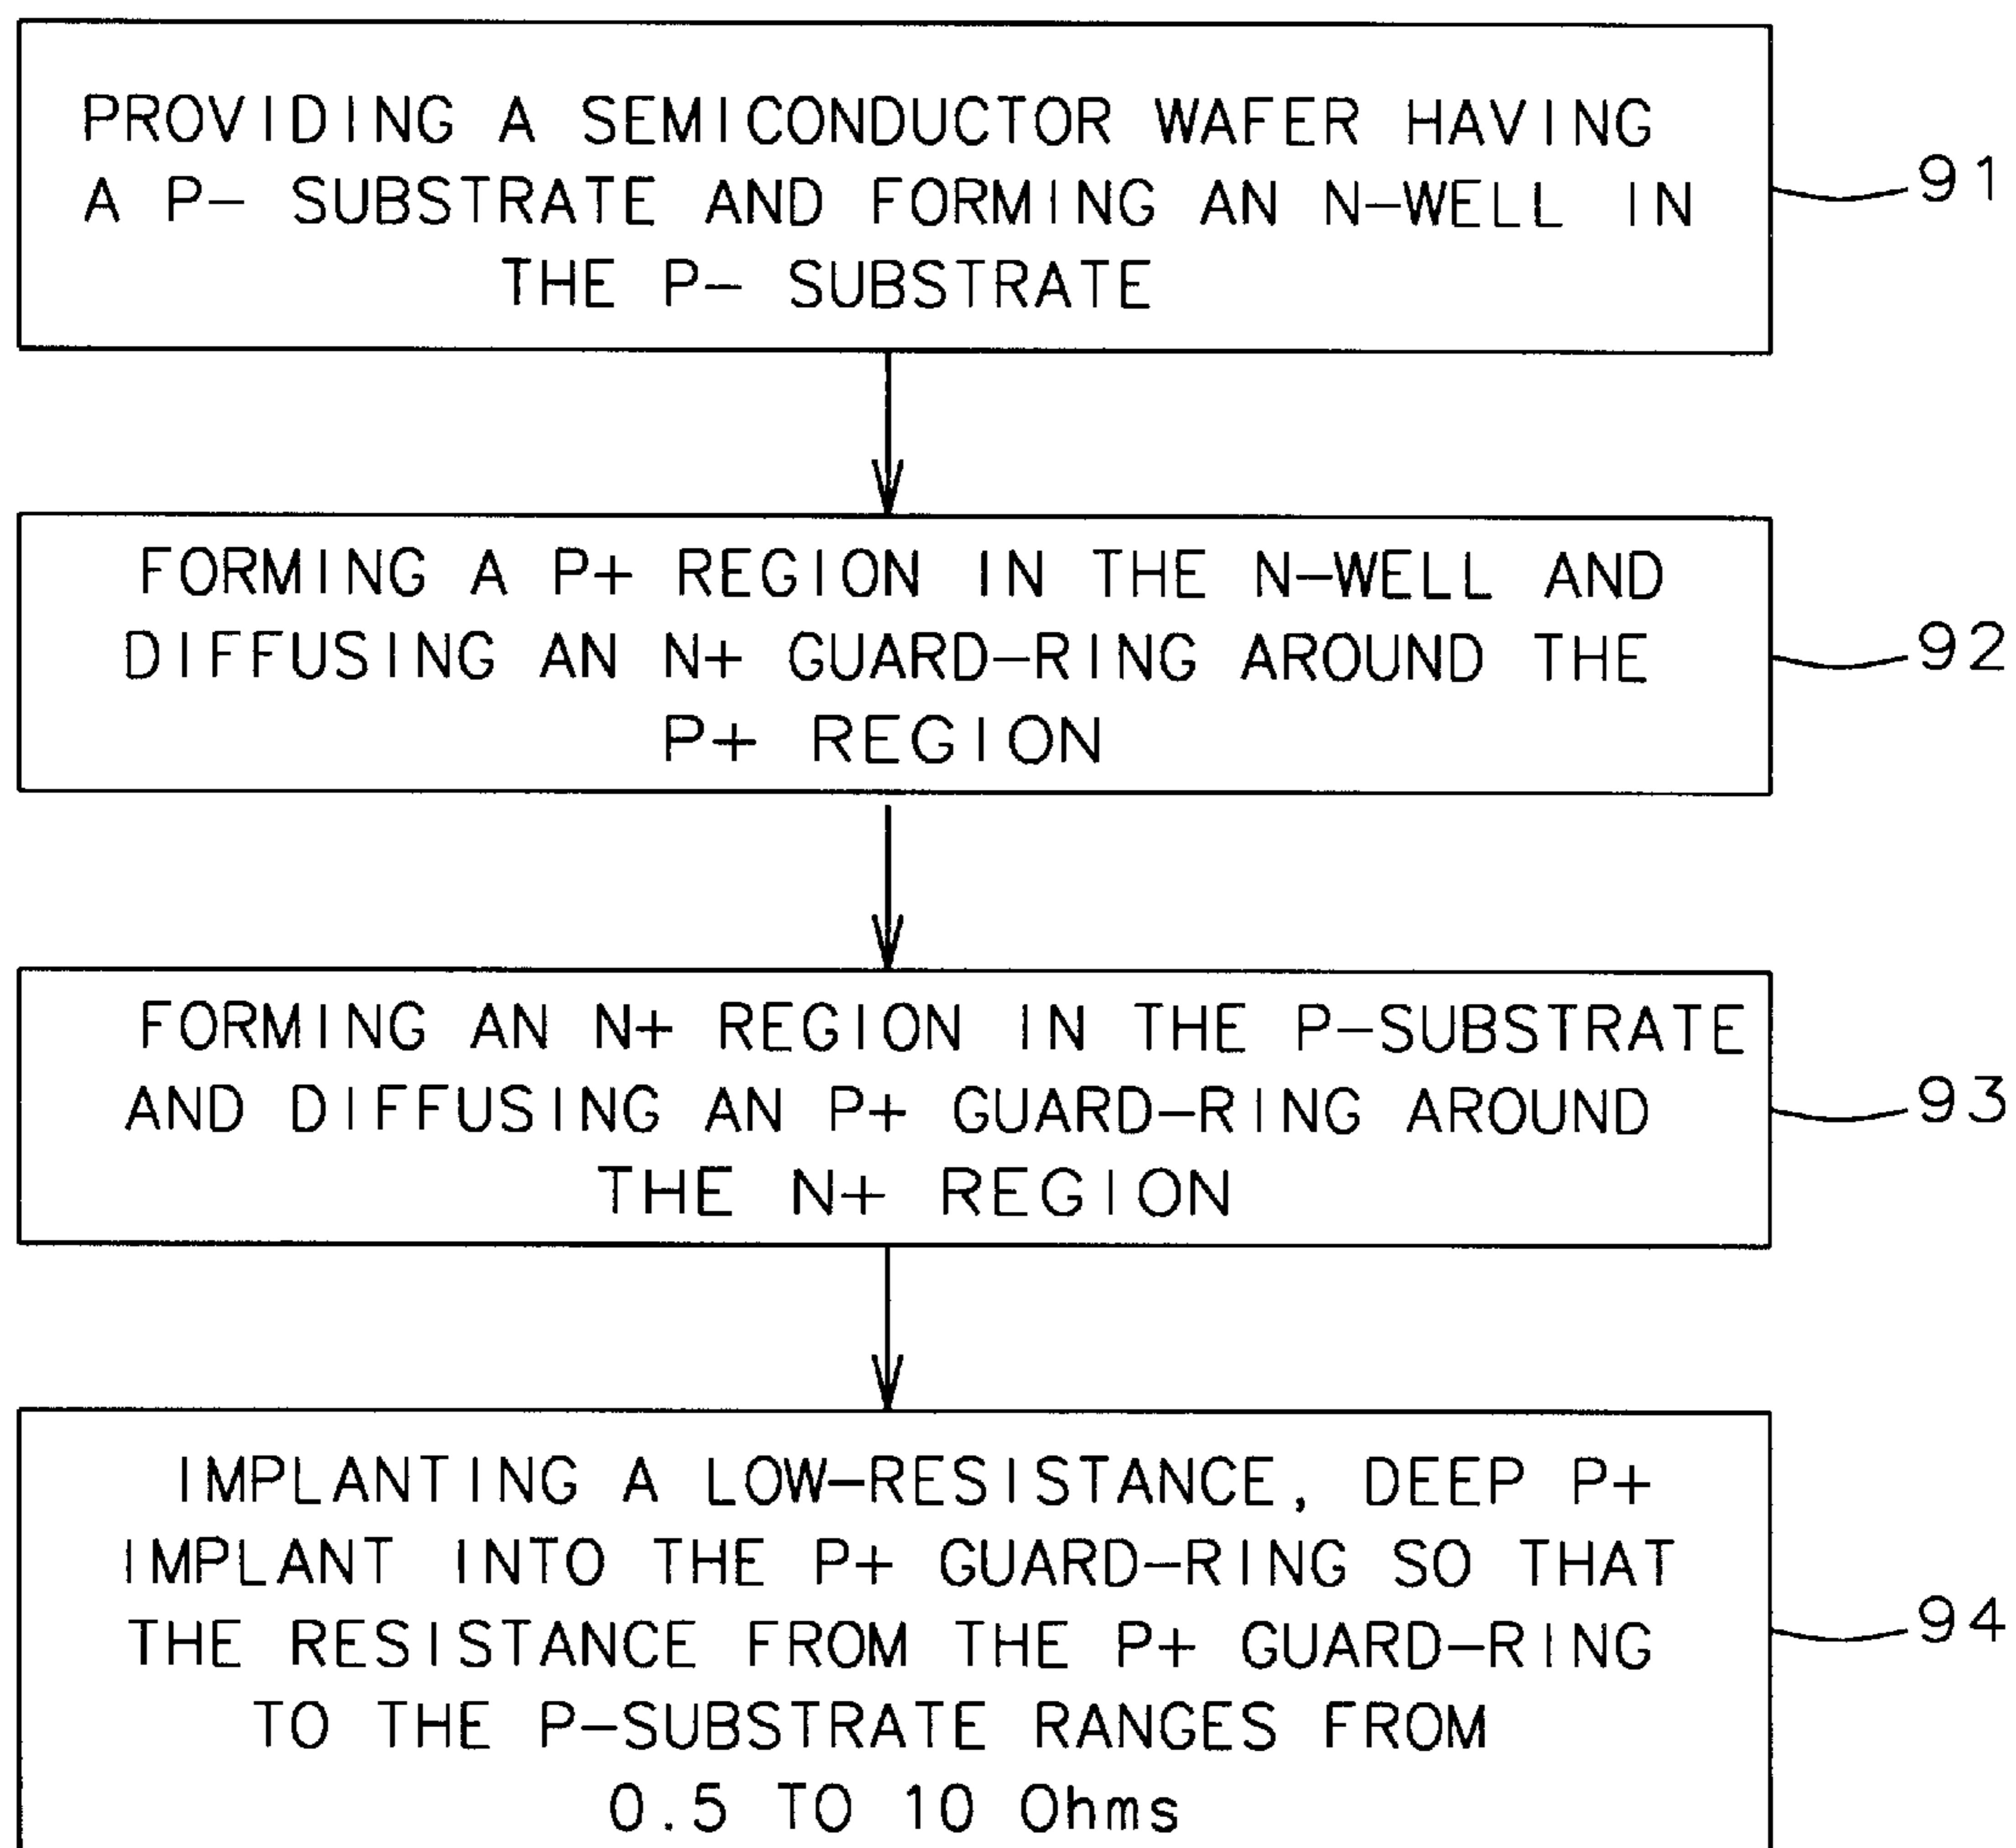 PROVIDING A SEMICONDUCTOR WAFER HAVING
A P- SUBSTRATE AND FORMING AN N-WELL IN
THE P- SUBSTRATE
91
FORMING A P+ REGION IN THE N-WELL AND
DIFFUSING AN N+ GUARD-RING AROUND THE
P+ REGION
92
FORMING AN N+ REGION IN THE P-SUBSTRATE
AND DIFFUSING AN P+ GUARD-RING AROUND
THE N+ REGION
93
IMPLANTING A LOW-RESISTANCE, DEEP P+
IMPLANT INTO THE P+ GUARD-RING SO THAT
THE RESISTANCE FROM THE P+ GUARD-RING
TO THE P-SUBSTRATE RANGES FROM
0.5 TO 10 Ohms
94